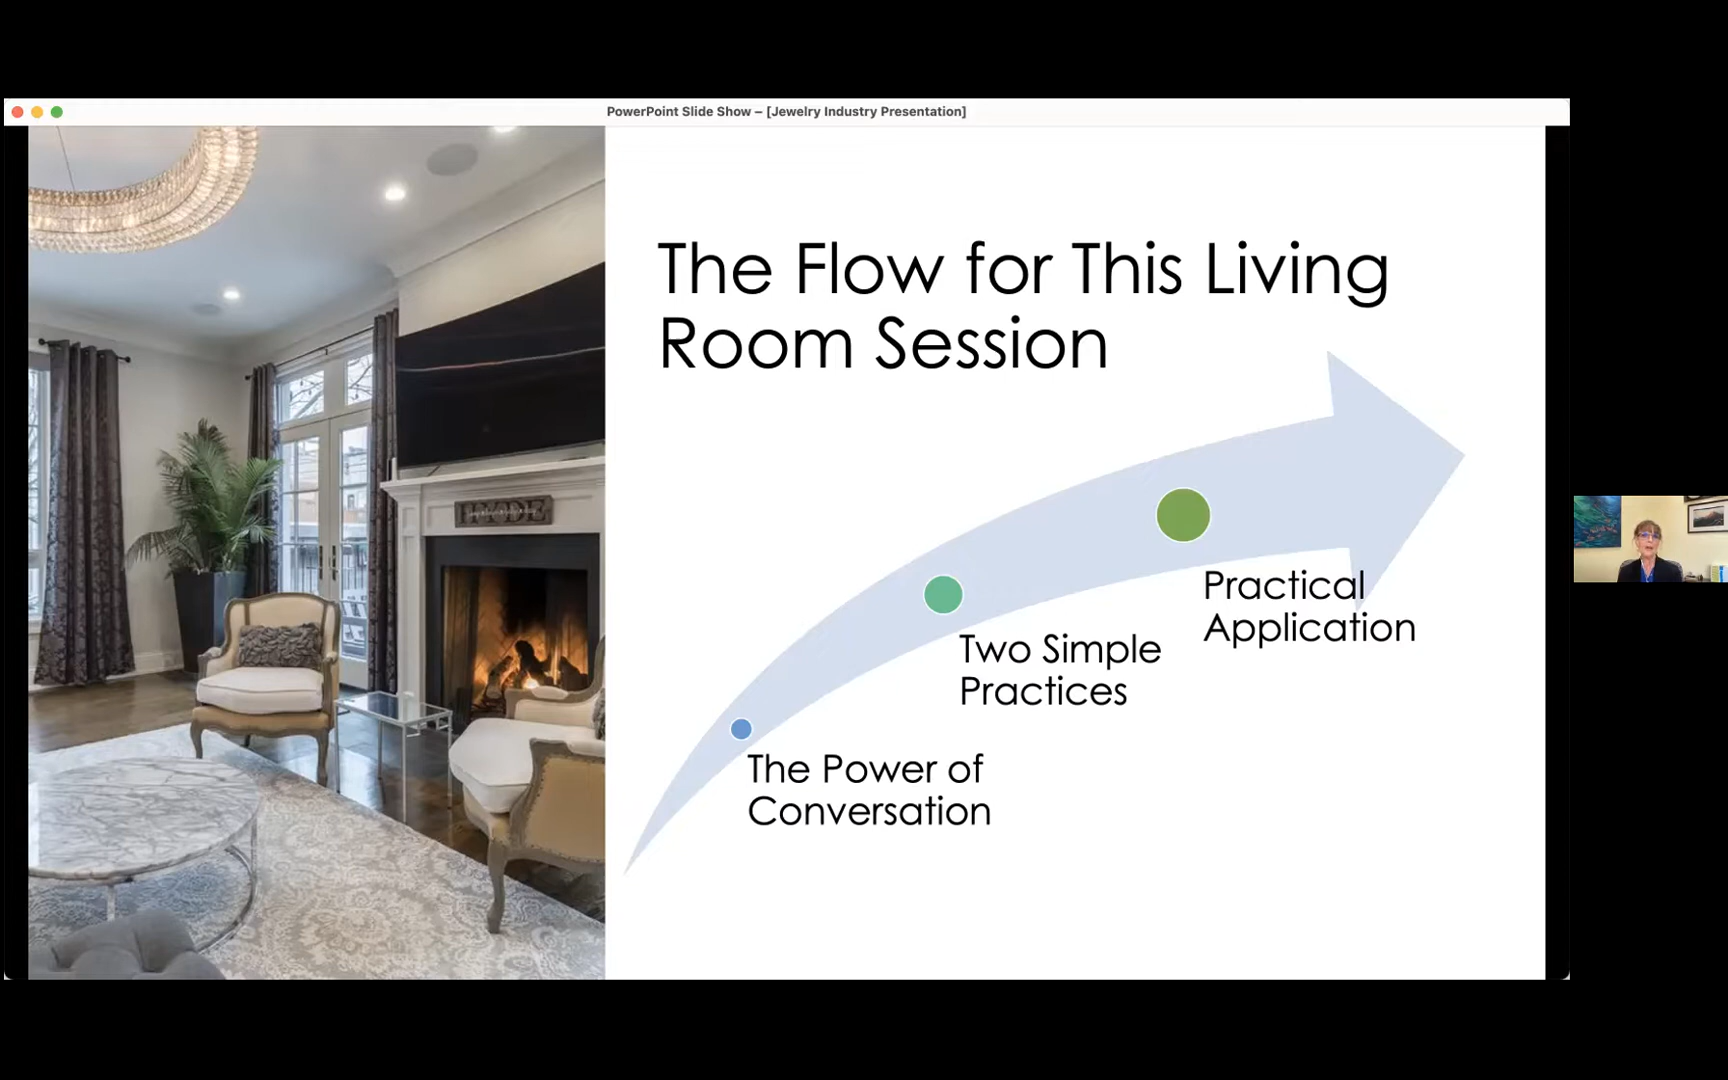 PowerPoint Slide Show – [Jewelry Industry Presentation]
The Flow for This Living
Room Session
Practical
Application
Two Simple
Practices
The Power of
Conversation